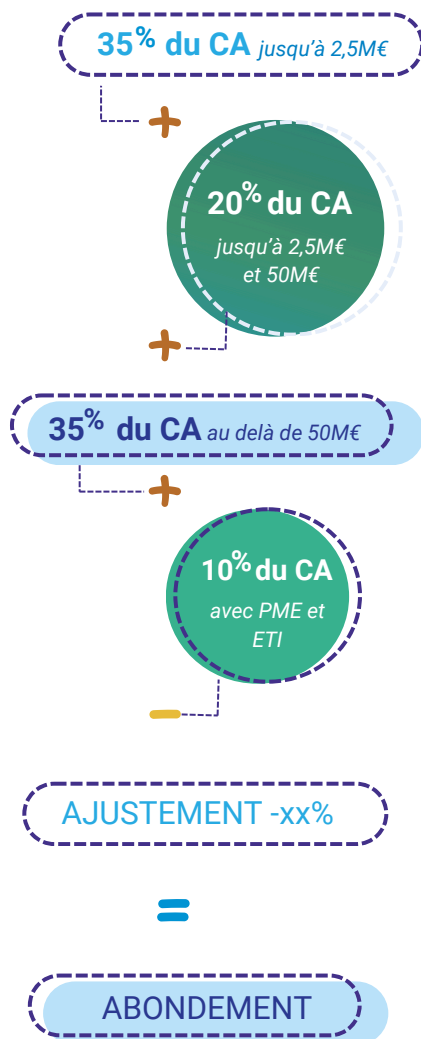 35% du CA jusqu'à 2,5M€
+
20% du CA
jusqu'à 2,5M€
et 50M€
+
35% du CA au delà de 50M€
+
10% du CA
avec PME et
ETI
–
AJUSTEMENT -xx%
=
ABONDEMENT